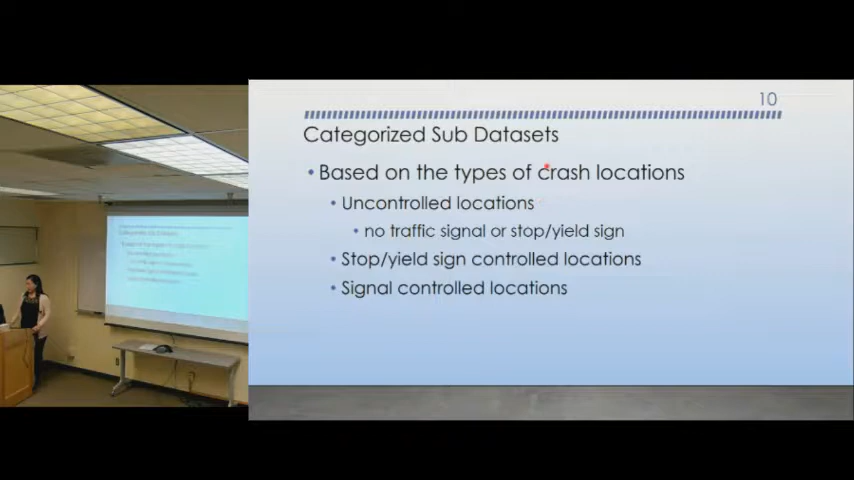 10
Categorized Sub Datasets
• Based on the types of crash locations
• Uncontrolled locations
• no traffic signal or stop/yield sign
• Stop/yield sign controlled locations
• Signal controlled locations